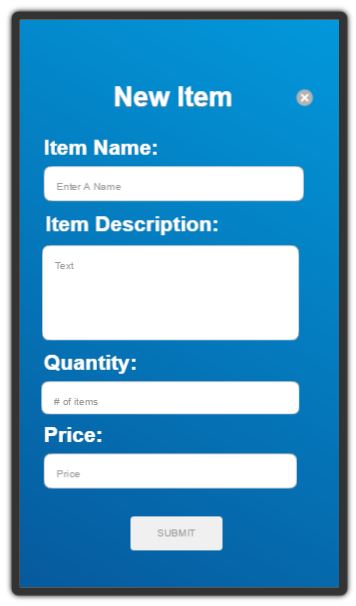 New Item
Item Name:
Enter A Name
Item Description:
Text
Quantity:
# of items
Price:
Price
SUBMIT